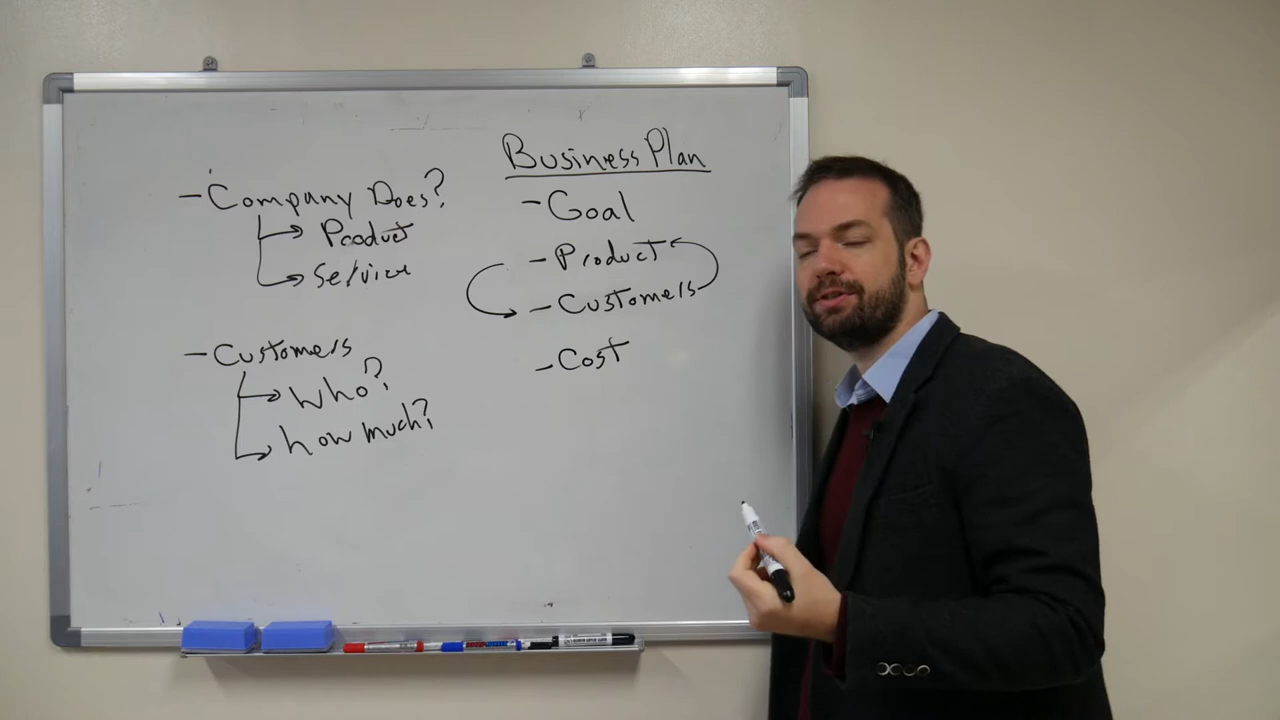 Business Plan
- Goal
- Product
- Customers
- Cost
- Company Does?
Product
Service
- Customers
Who?
how much?